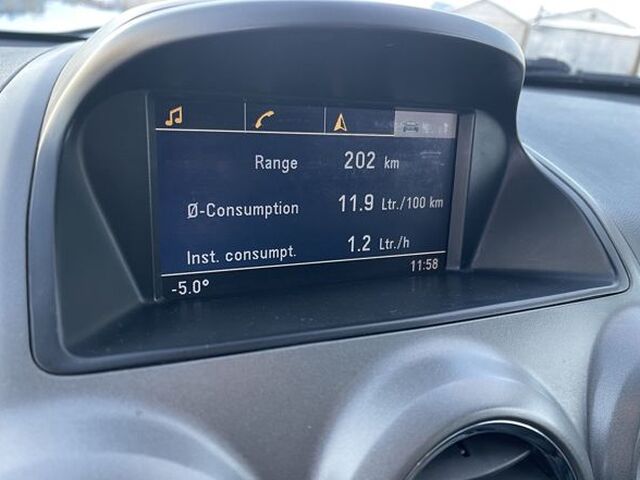 Range 202 km
Ø-Consumption 11.9 Ltr./100 km
Inst. consumpt. 1.2 Ltr./h
-5.0° 11:58